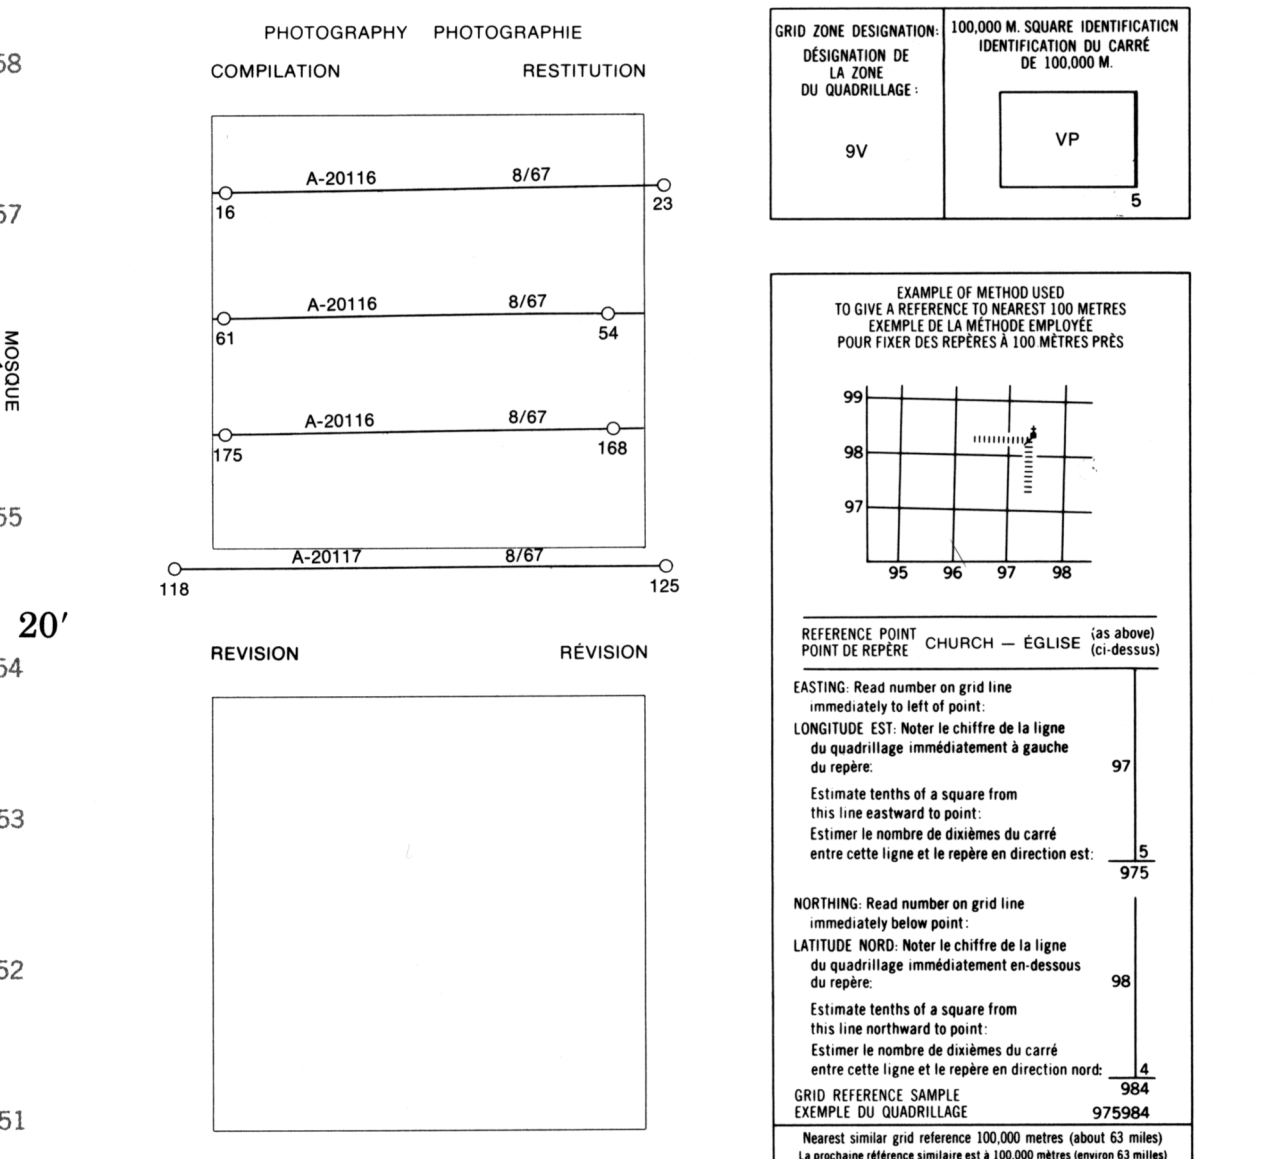 58
57
MOSQUE
55
20′
54
53
52
51
PHOTOGRAPHY PHOTOGRAPHIE
COMPILATION RESTITUTION
A-20116 8/67
16 23
A-20116 8/67
61 54
A-20116 8/67
175 168
A-20117 8/67
118 125
REVISION RÉVISION
GRID ZONE DESIGNATION:
DÉSIGNATION DE
LA ZONE
DU QUADRILLAGE :
9V
100,000 M. SQUARE IDENTIFICATION
IDENTIFICATION DU CARRÉ
DE 100,000 M.
VP
5
EXAMPLE OF METHOD USED
TO GIVE A REFERENCE TO NEAREST 100 METRES
EXEMPLE DE LA MÉTHODE EMPLOYÉE
POUR FIXER DES REPÈRES À 100 MÈTRES PRÈS
99
98
97
95 96 97 98
REFERENCE POINT
POINT DE REPÈRE
CHURCH — ÉGLISE
(as above)
(ci-dessus)
EASTING: Read number on grid line
immediately to left of point:
LONGITUDE EST: Noter le chiffre de la ligne
du quadrillage immédiatement à gauche
du repère: 97
Estimate tenths of a square from
this line eastward to point:
Estimer le nombre de dixièmes du carré
entre cette ligne et le repère en direction est: 5
975
NORTHING: Read number on grid line
immediately below point:
LATITUDE NORD: Noter le chiffre de la ligne
du quadrillage immédiatement en-dessous
du repère: 98
Estimate tenths of a square from
this line northward to point:
Estimer le nombre de dixièmes du carré
entre cette ligne et le repère en direction nord: 4
984
GRID REFERENCE SAMPLE
EXEMPLE DU QUADRILLAGE 975984
Nearest similar grid reference 100,000 metres (about 63 miles)
La prochaine référence similaire est à 100,000 mètres (environ 63 milles)